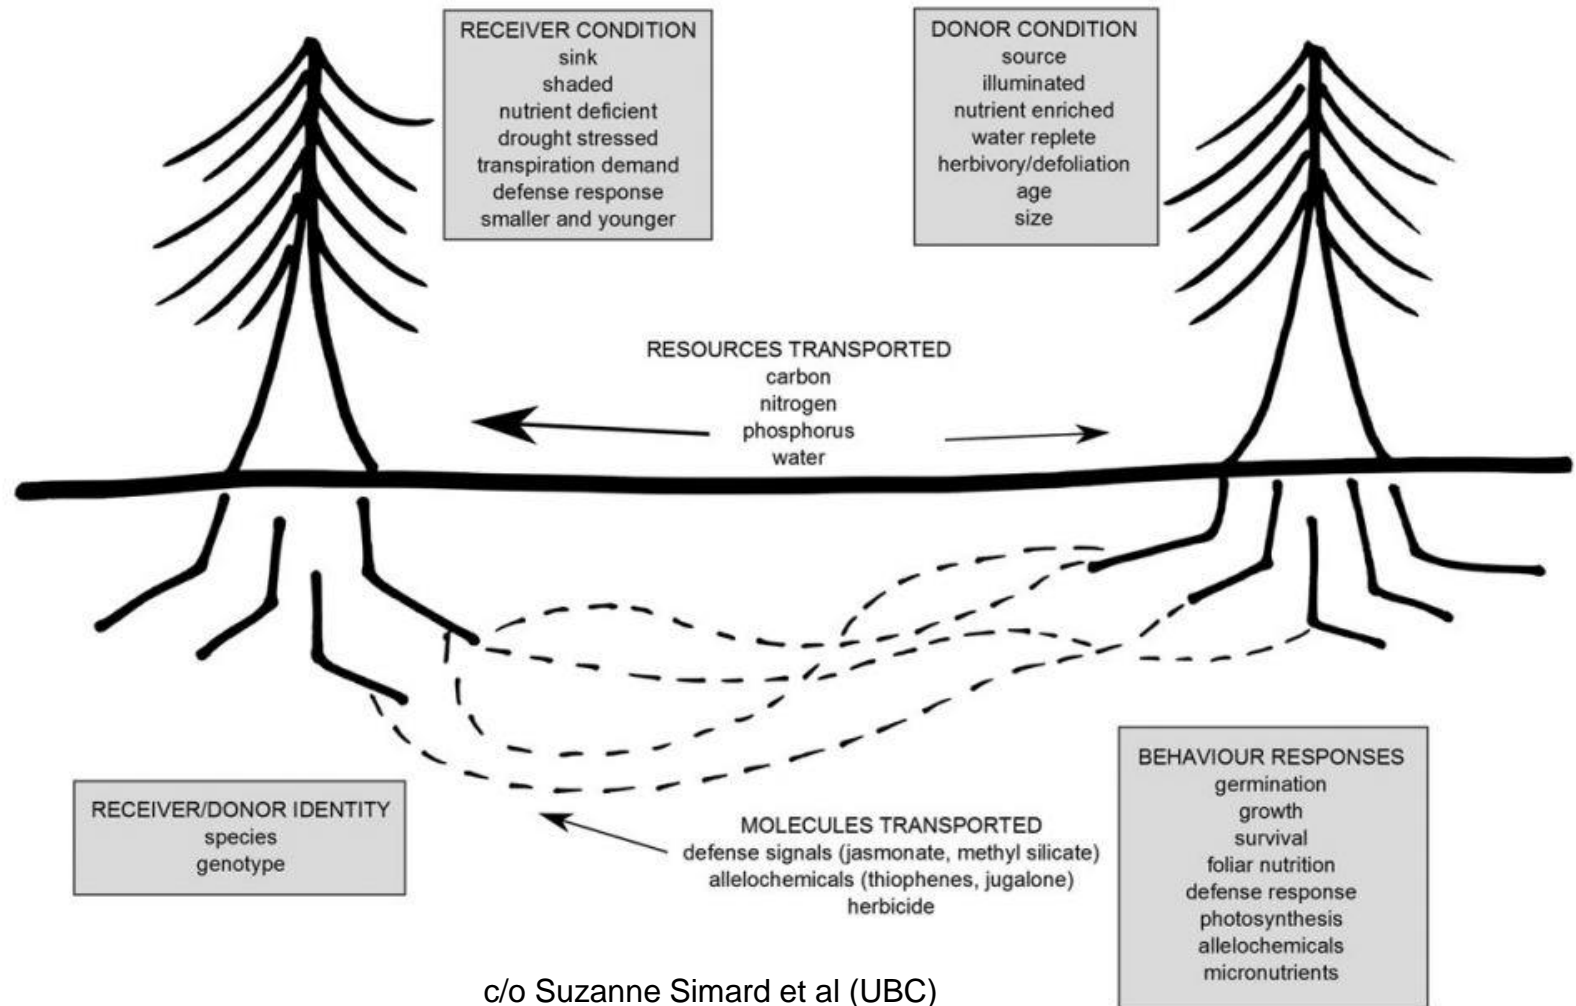 RECEIVER CONDITION
sink
shaded
nutrient deficient
drought stressed
transpiration demand
defense response
smaller and younger
DONOR CONDITION
source
illuminated
nutrient enriched
water replete
herbivory/defoliation
age
size
RESOURCES TRANSPORTED
carbon
nitrogen
phosphorus
water
RECEIVER/DONOR IDENTITY
species
genotype
MOLECULES TRANSPORTED
defense signals (jasmonate, methyl silicate)
allelochemicals (thiophenes, jugalone)
herbicide
BEHAVIOUR RESPONSES
germination
growth
survival
foliar nutrition
defense response
photosynthesis
allelochemicals
micronutrients
c/o Suzanne Simard et al (UBC)